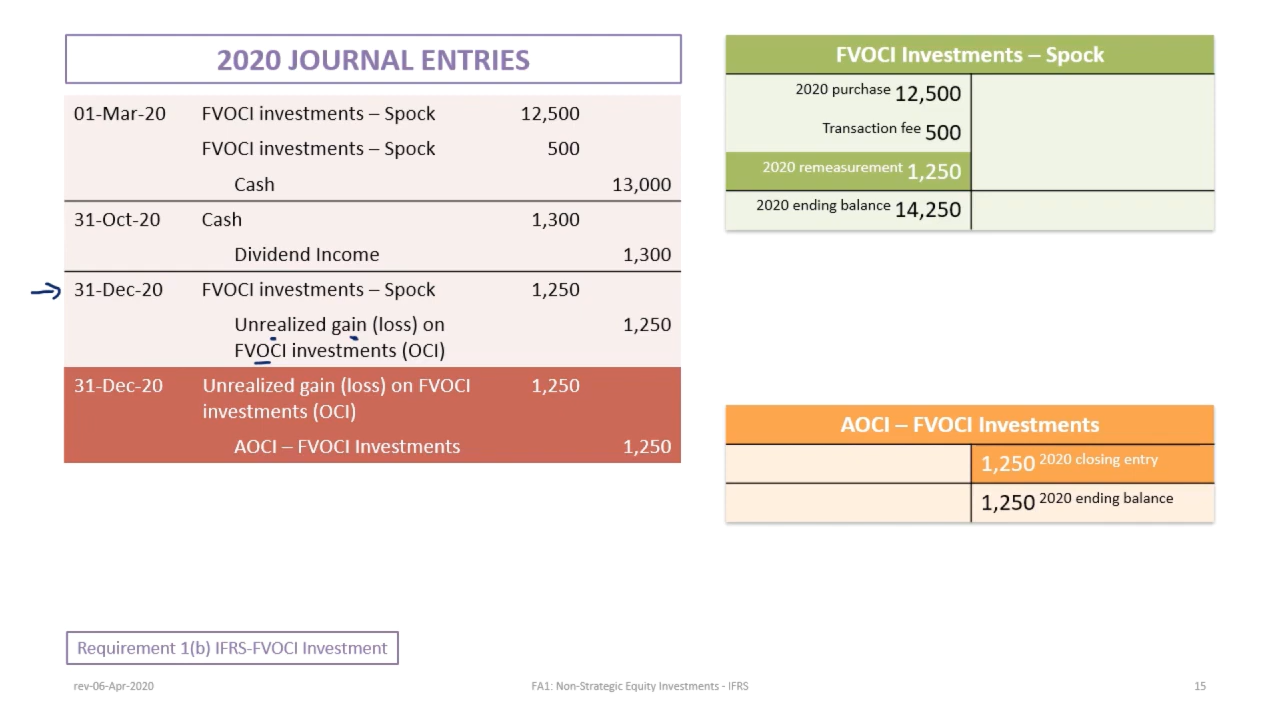 2020 JOURNAL ENTRIES
01-Mar-20 FVOCI investments – Spock 12,500
FVOCI investments – Spock 500
Cash 13,000
31-Oct-20 Cash 1,300
Dividend Income 1,300
31-Dec-20 FVOCI investments – Spock 1,250
Unrealized gain (loss) on 1,250
FVOCI investments (OCI)
31-Dec-20 Unrealized gain (loss) on FVOCI 1,250
investments (OCI)
AOCI – FVOCI Investments 1,250
FVOCI Investments – Spock
2020 purchase 12,500
Transaction fee 500
2020 remeasurement 1,250
2020 ending balance 14,250
AOCI – FVOCI Investments
1,250 2020 closing entry
1,250 2020 ending balance
Requirement 1(b) IFRS-FVOCI Investment
rev-06-Apr-2020 FA1: Non-Strategic Equity Investments - IFRS 15